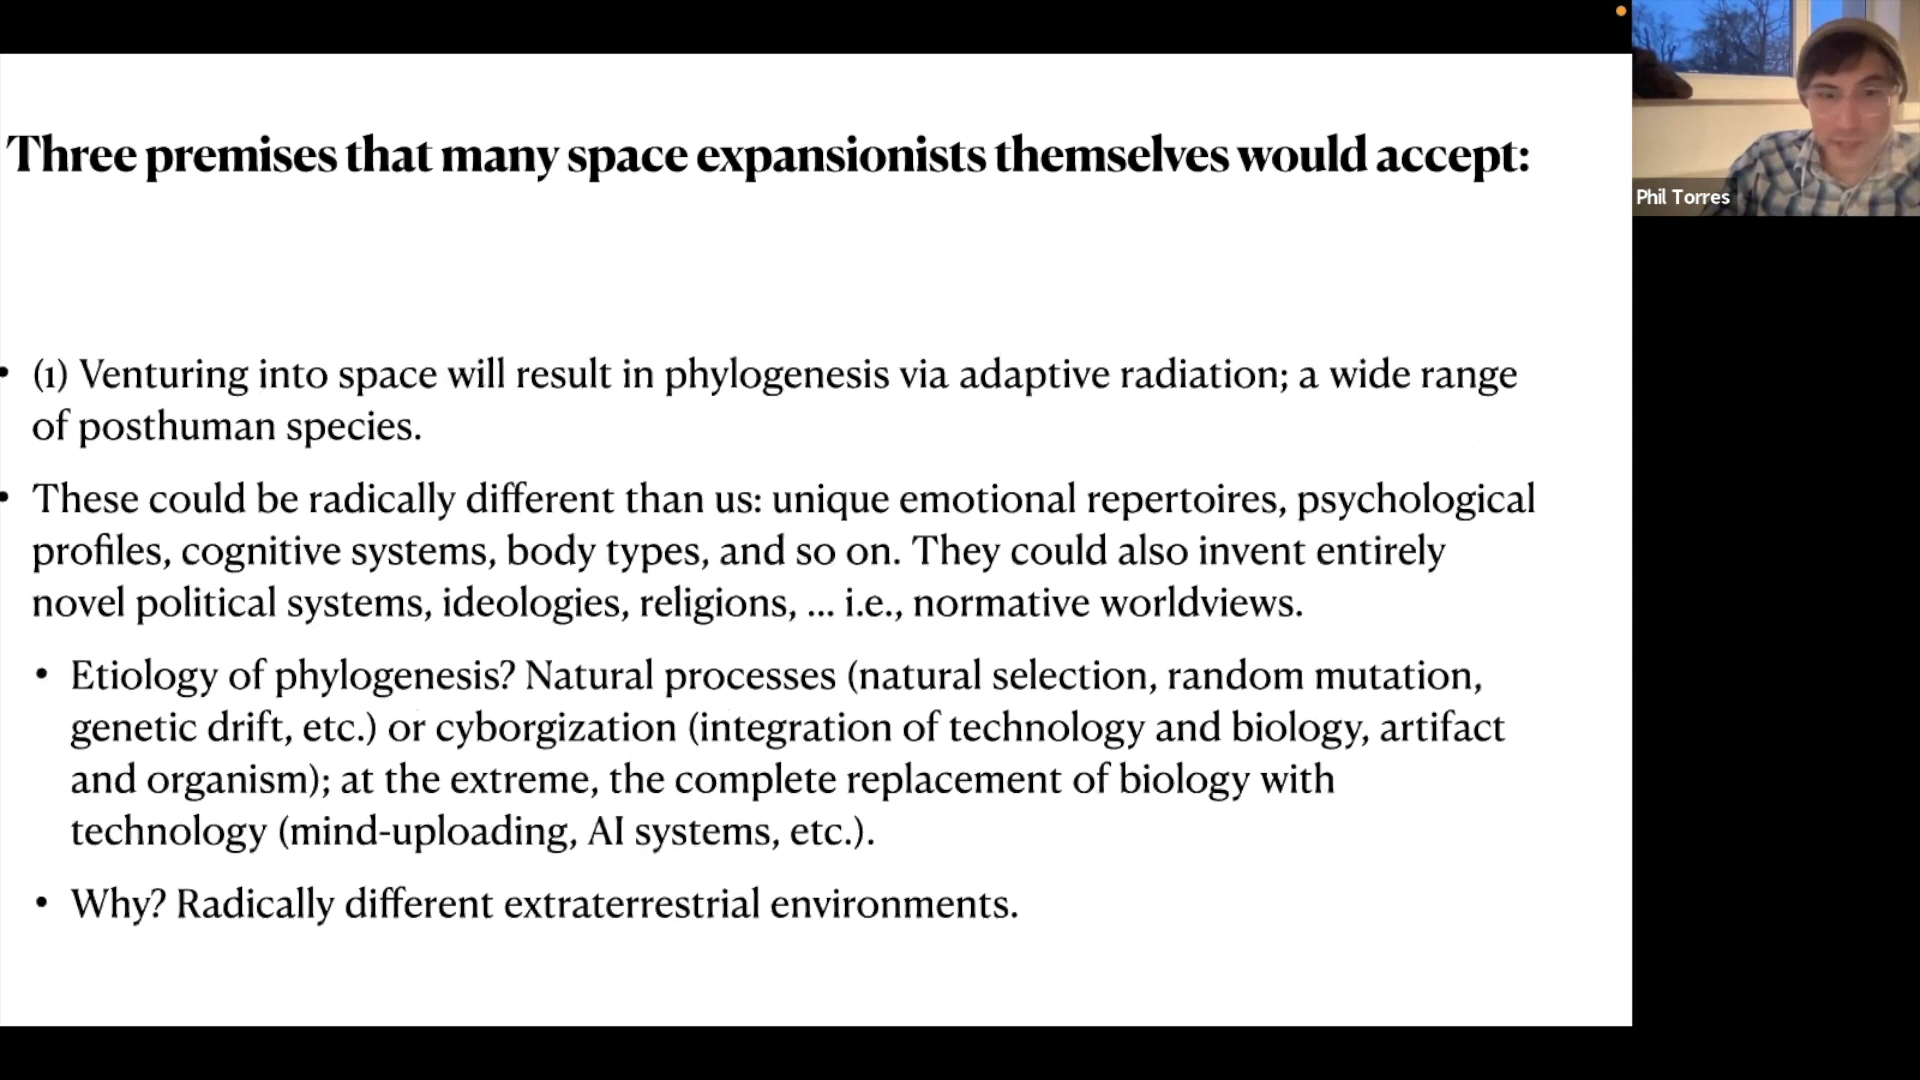 Three premises that many space expansionists themselves would accept:
Phil Torres
• (1) Venturing into space will result in phylogenesis via adaptive radiation; a wide range
of posthuman species.
• These could be radically different than us: unique emotional repertoires, psychological
profiles, cognitive systems, body types, and so on. They could also invent entirely
novel political systems, ideologies, religions, ... i.e., normative worldviews.
• Etiology of phylogenesis? Natural processes (natural selection, random mutation,
genetic drift, etc.) or cyborgization (integration of technology and biology, artifact
and organism); at the extreme, the complete replacement of biology with
technology (mind-uploading, AI systems, etc.).
• Why? Radically different extraterrestrial environments.